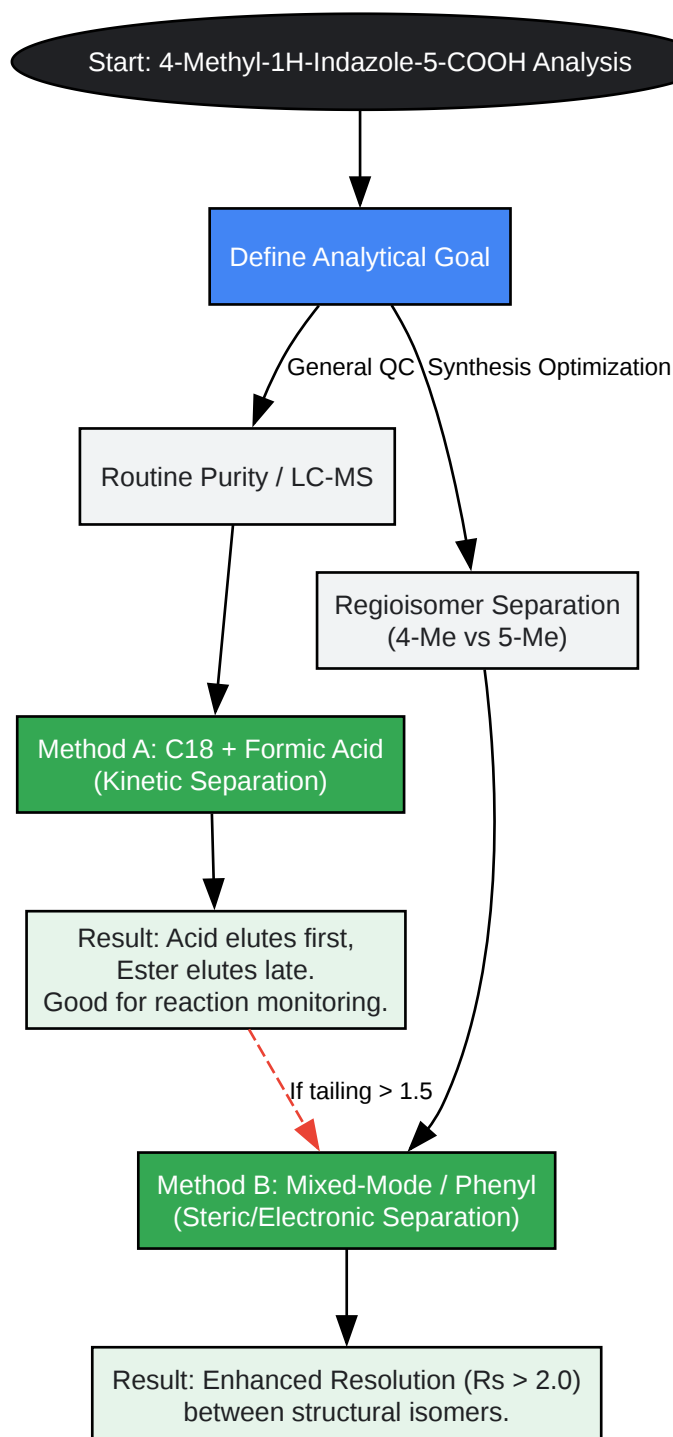 Start: 4-Methyl-1H-Indazole-5-COOH Analysis
Define Analytical Goal
General QC
Synthesis Optimization
Routine Purity / LC-MS
Regioisomer Separation
(4-Me vs 5-Me)
Method A: C18 + Formic Acid
(Kinetic Separation)
Result: Acid elutes first,
Ester elutes late.
Good for reaction monitoring.
If tailing > 1.5
Method B: Mixed-Mode / Phenyl
(Steric/Electronic Separation)
Result: Enhanced Resolution (Rs > 2.0)
between structural isomers.